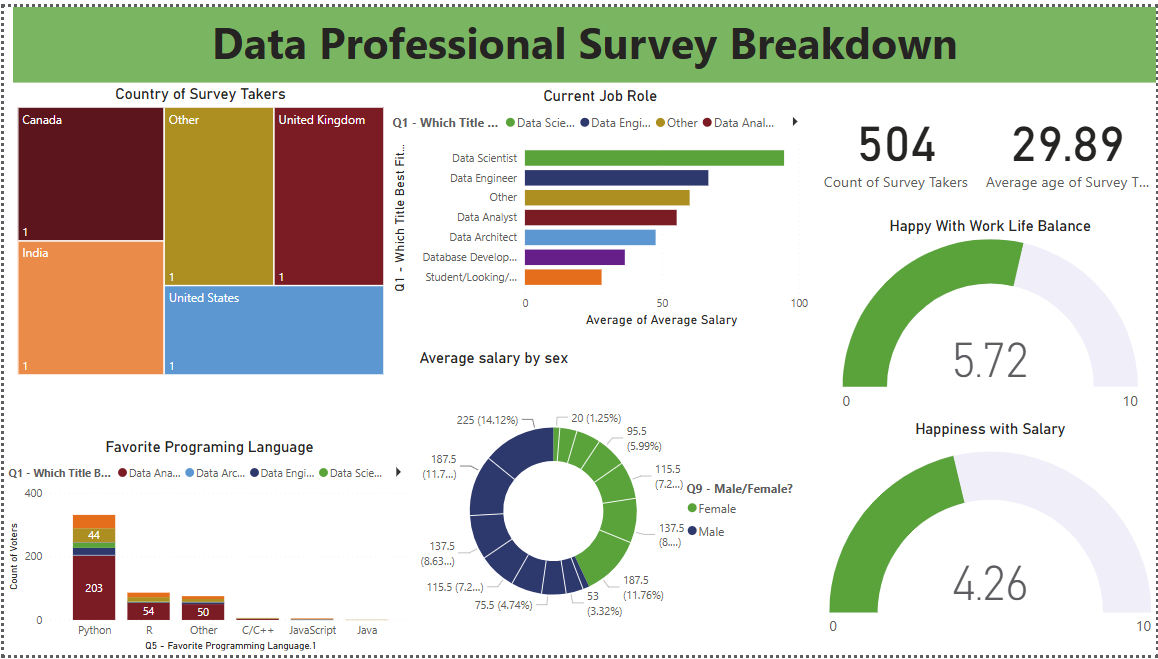 Data Professional Survey Breakdown
Country of Survey Takers
Canada
1
Other
1
United Kingdom
1
India
1
United States
1
Current Job Role
Q1 - Which Title ... Data Scie... Data Engi... Other Data Anal...
Q1 - Which Title Best Fit...
Data Scientist
Data Engineer
Other
Data Analyst
Data Architect
Database Develop...
Student/Looking/...
0 50 100
Average of Average Salary
504
Count of Survey Takers
29.89
Average age of Survey T...
Happy With Work Life Balance
5.72
0 10
Happiness with Salary
4.26
0 10
Average salary by sex
225 (14.12%)
20 (1.25%)
95.5
(5.99%)
115.5
(7.2...)
137.5
(8....)
187.5
(11.76%)
53
(3.32%)
75.5 (4.74%)
115.5 (7.2...)
137.5
(8.63...)
187.5
(11.7...)
Q9 - Male/Female?
Female
Male
Favorite Programing Language
Q1 - Which Title B... Data Ana... Data Arc... Data Engi... Data Scie...
Count of Voters
400
200
0
44
203
54
50
Python R Other C/C++ JavaScript Java
Q5 - Favorite Programming Language.1